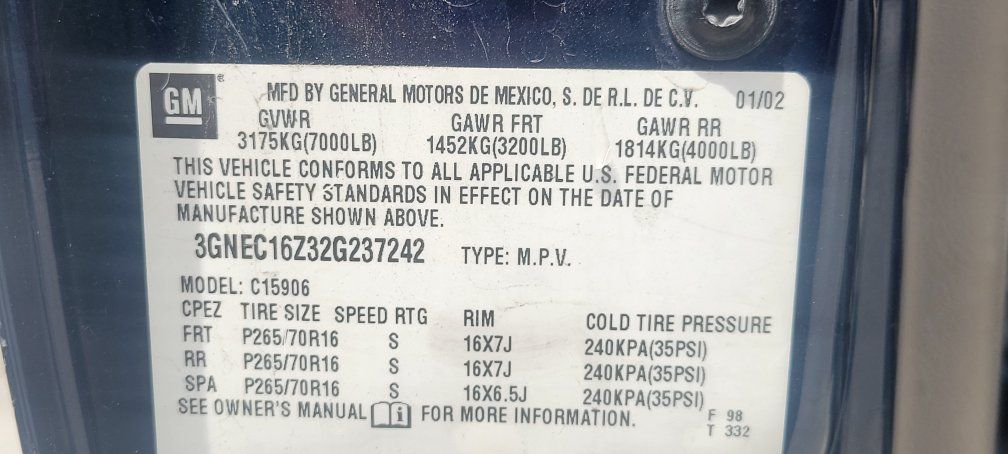 GM ®
MFD BY GENERAL MOTORS DE MEXICO, S. DE R.L. DE C.V. 01/02
GVWR GAWR FRT GAWR RR
3175KG(7000LB) 1452KG(3200LB) 1814KG(4000LB)
THIS VEHICLE CONFORMS TO ALL APPLICABLE U.S. FEDERAL MOTOR
VEHICLE SAFETY STANDARDS IN EFFECT ON THE DATE OF
MANUFACTURE SHOWN ABOVE.
3GNEC16Z32G237242 TYPE: M.P.V.
MODEL: C15906
CPEZ TIRE SIZE SPEED RTG RIM COLD TIRE PRESSURE
FRT P265/70R16 S 16X7J 240KPA(35PSI)
RR P265/70R16 S 16X7J 240KPA(35PSI)
SPA P265/70R16 S 16X6.5J 240KPA(35PSI)
SEE OWNER'S MANUAL i FOR MORE INFORMATION.
F 98
T 332